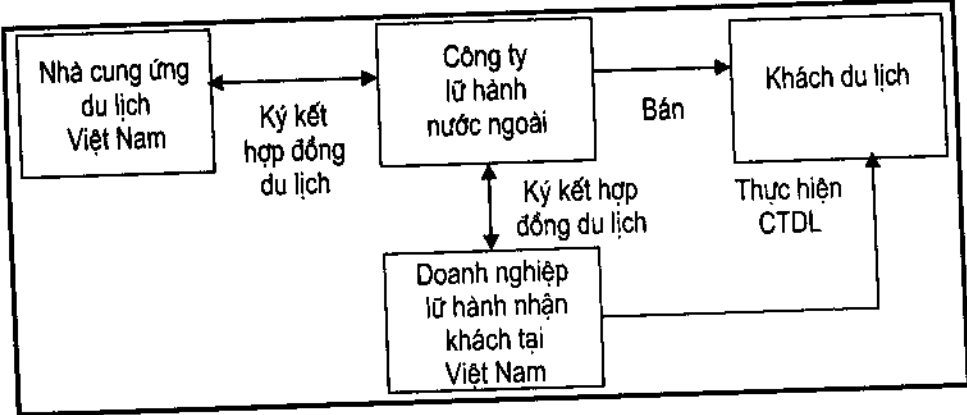 Nhà cung ứng
du lịch
Việt Nam
Ký kết
hợp đồng
du lịch
Công ty
lữ hành
nước ngoài
Bán
Khách du lịch
Ký kết hợp
đồng du lịch
Thực hiện
CTDL
Doanh nghiệp
lữ hành nhận
khách tại
Việt Nam